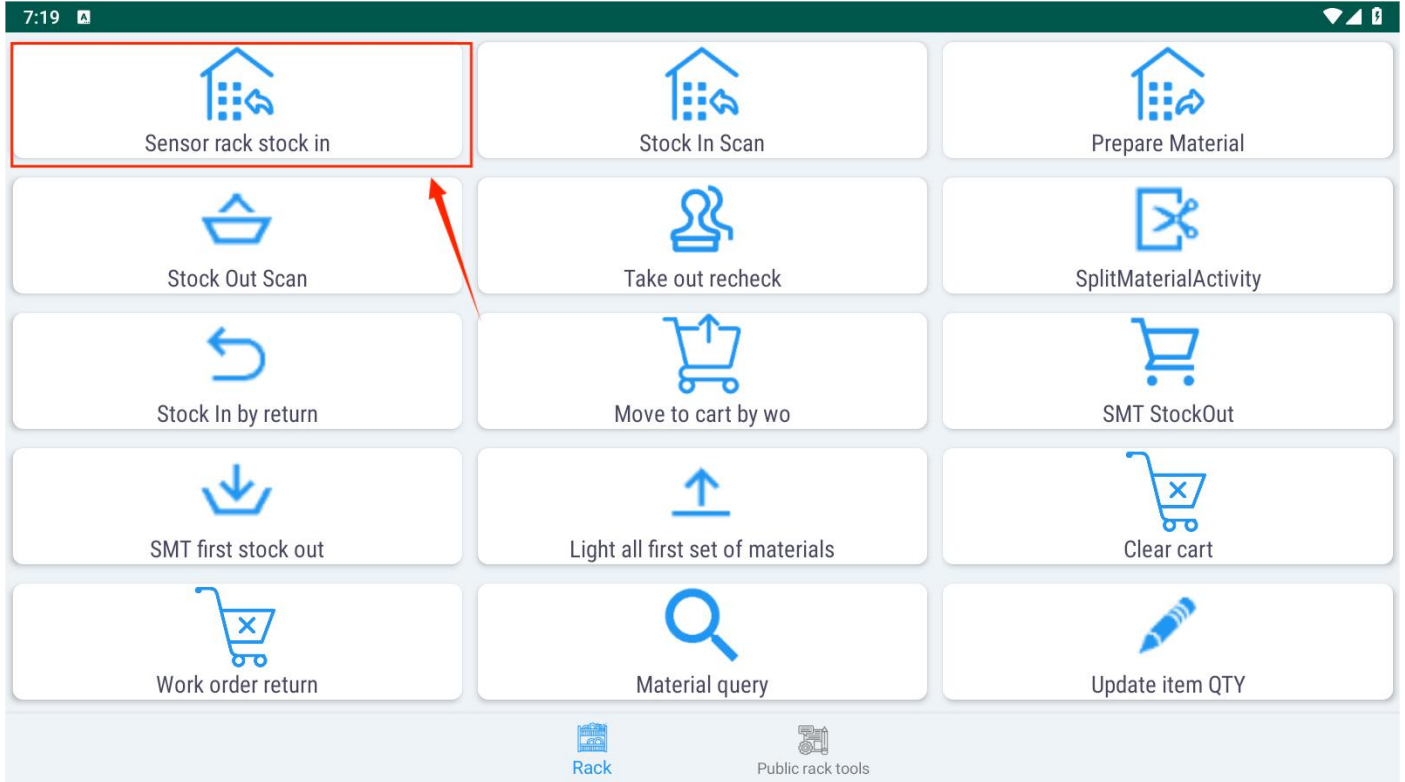 7:19
Sensor rack stock in
Stock In Scan
Prepare Material
Stock Out Scan
Take out recheck
SplitMaterialActivity
Stock In by return
Move to cart by wo
SMT StockOut
SMT first stock out
Light all first set of materials
Clear cart
Work order return
Material query
Update item QTY
Rack
Public rack tools